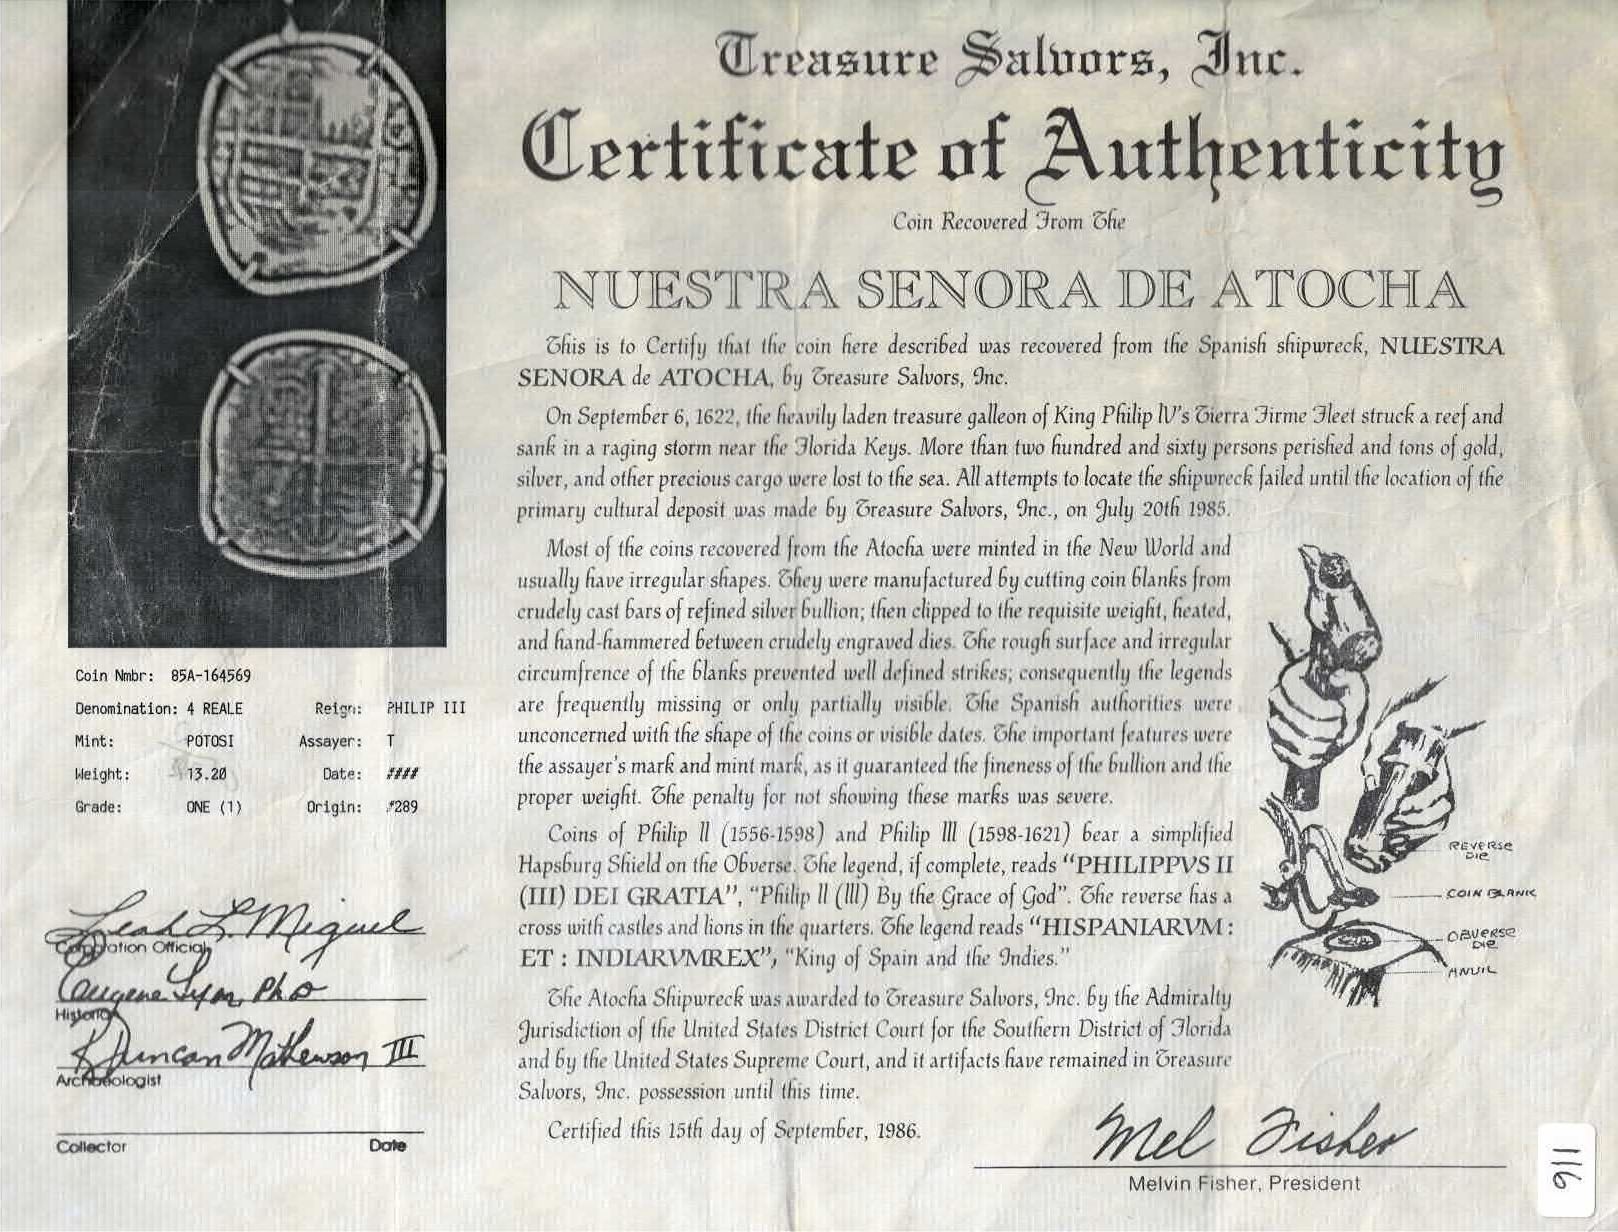 Treasure Salvors, Inc.
Certificate of Authenticity
Coin Recovered From The
NUESTRA SENORA DE ATOCHA
This is to Certify that the coin here described was recovered from the Spanish shipwreck, NUESTRA
SENORA de ATOCHA, by Treasure Salvors, Inc.
On September 6, 1622, the heavily laden treasure galleon of King Philip IV's Tierra Firme Fleet struck a reef and
sank in a raging storm near the Florida Keys. More than two hundred and sixty persons perished and tons of gold,
silver, and other precious cargo were lost to the sea. All attempts to locate the shipwreck failed until the location of the
primary cultural deposit was made by Treasure Salvors, Inc., on July 20th 1985.
Most of the coins recovered from the Atocha were minted in the New World and
usually have irregular shapes. They were manufactured by cutting coin blanks from
crudely cast bars of refined silver bullion; then clipped to the requisite weight, heated,
and hand-hammered between crudely engraved dies. The rough surface and irregular
circumfrence of the blanks prevented well defined strikes; consequently the legends
are frequently missing or only partially visible. The Spanish authorities were
unconcerned with the shape of the coins or visible dates. The important features were
the assayer's mark and mint mark, as it guaranteed the fineness of the bullion and the
proper weight. The penalty for not showing these marks was severe.
Coins of Philip II (1556-1598) and Philip III (1598-1621) bear a simplified
Hapsburg Shield on the Obverse. The legend, if complete, reads "PHILIPPVS II
(III) DEI GRATIA", "Philip II (III) By the Grace of God". The reverse has a
cross with castles and lions in the quarters. The legend reads "HISPANIARVM :
ET : INDIARVMREX", "King of Spain and the Indies."
The Atocha Shipwreck was awarded to Treasure Salvors, Inc. by the Admiralty
Jurisdiction of the United States District Court for the Southern District of Florida
and by the United States Supreme Court, and it artifacts have remained in Treasure
Salvors, Inc. possession until this time.
Certified this 15th day of September, 1986.
REVERSE
DIE
COIN BLANK
OBVERSE
DIE
ANVIL
Coin Nmbr: 85A-164569
Denomination: 4 REALE Reign: PHILIP III
Mint: POTOSI Assayer: T
Weight: 13.20 Date: ####
Grade: ONE (1) Origin: #289
Leah L. Miguel
Corporation Official
Eugene Lyon, PhD
Historian
R Duncan Mathewson III
Archaeologist
Collector Date
Mel Fisher
Melvin Fisher, President
116